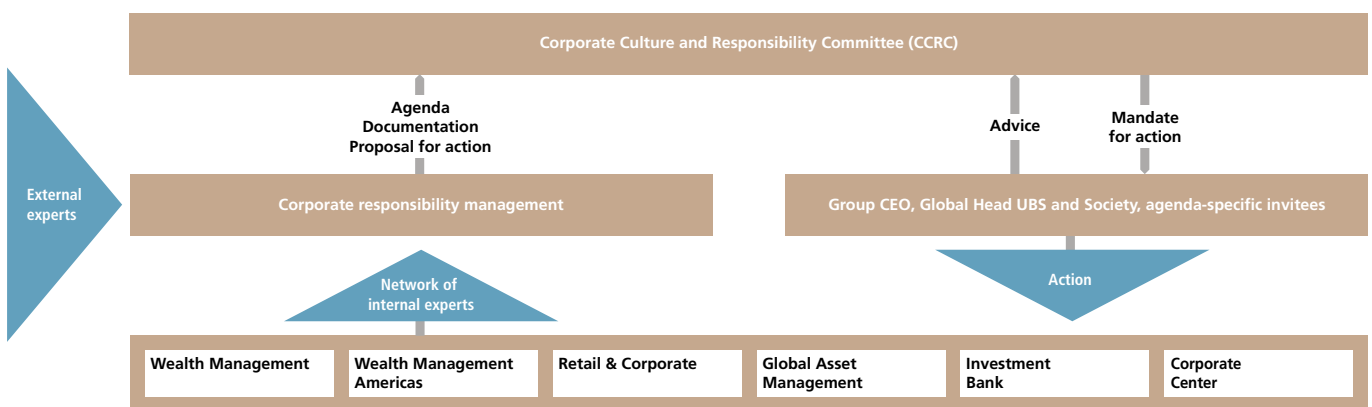 Corporate Culture and Responsibility Committee (CCRC)
Agenda
Documentation
Proposal for action
Advice
Mandate
for action
External
experts
Corporate responsibility management
Group CEO, Global Head UBS and Society, agenda-specific invitees
Network of
internal experts
Action
Wealth Management
Wealth Management
Americas
Retail & Corporate
Global Asset
Management
Investment
Bank
Corporate
Center